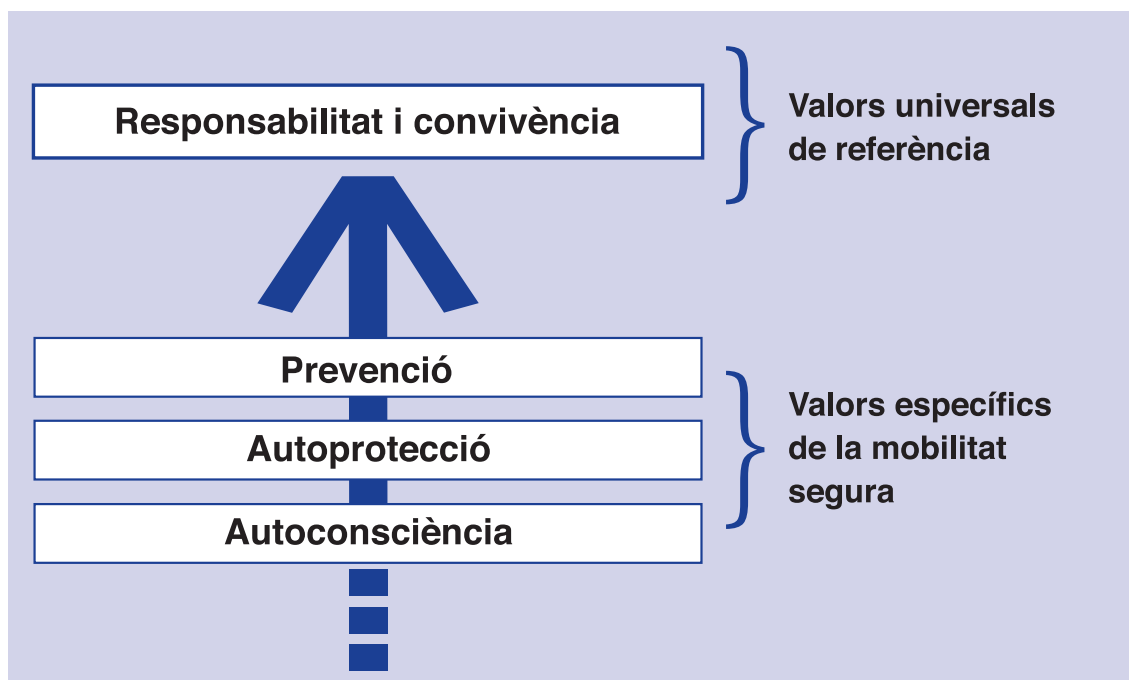 Responsabilitat i convivència
Valors universals
de referència
Prevenció
Autoprotecció
Autoconsciència
Valors específics
de la mobilitat
segura